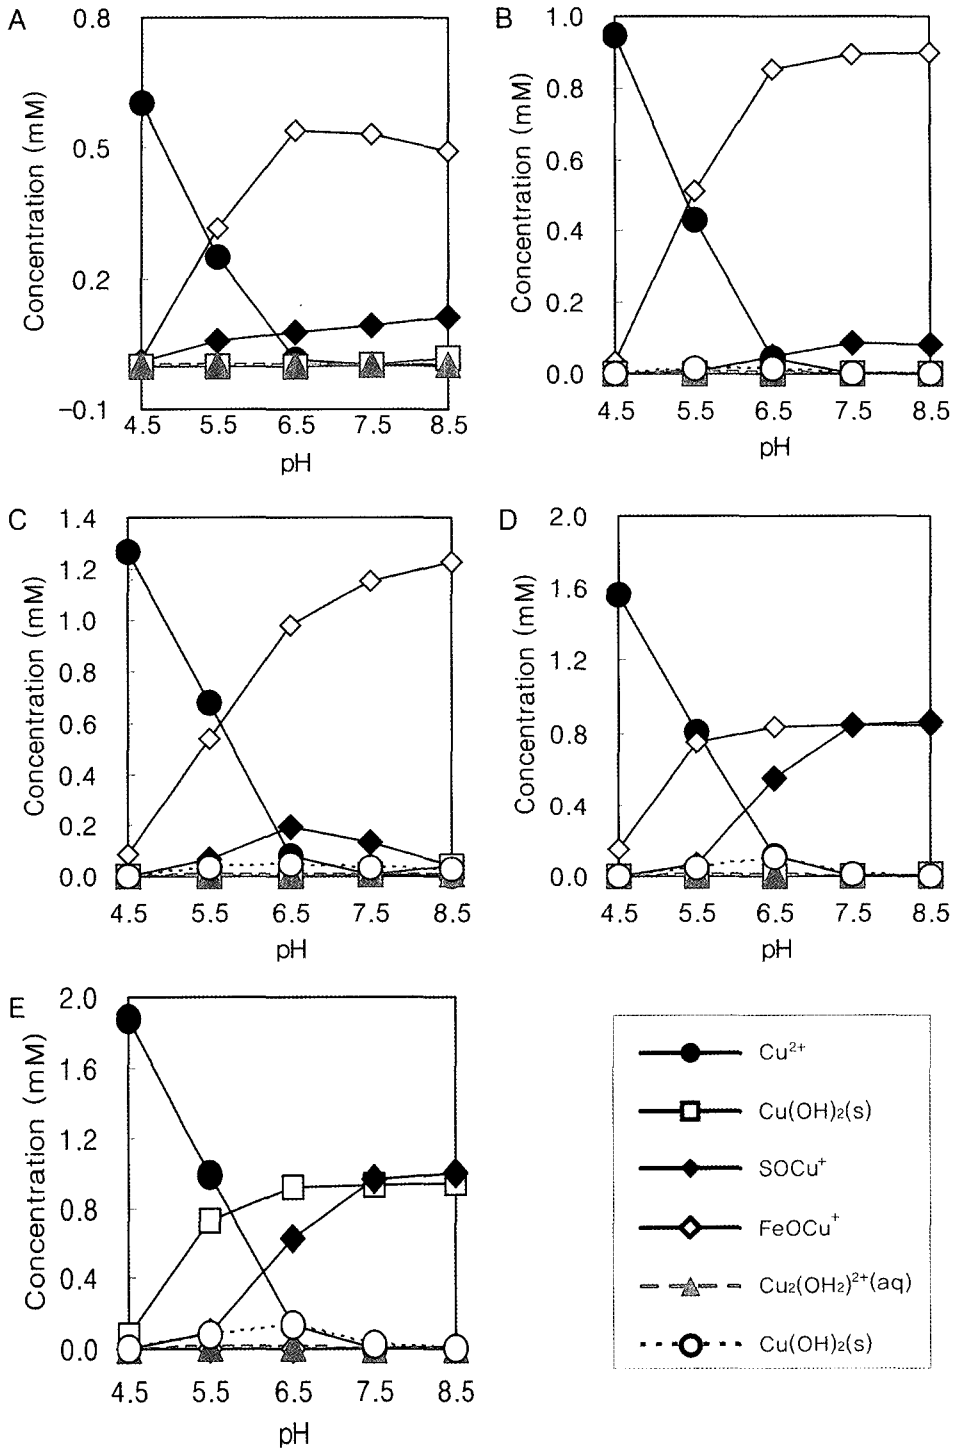 A
Concentration (mM)
0.8
0.5
0.2
−0.1
4.5 5.5 6.5 7.5 8.5
pH
B
Concentration (mM)
1.0
0.8
0.6
0.4
0.2
0.0
4.5 5.5 6.5 7.5 8.5
pH
C
Concentration (mM)
1.4
1.2
1.0
0.8
0.6
0.4
0.2
0.0
4.5 5.5 6.5 7.5 8.5
pH
D
Concentration (mM)
2.0
1.6
1.2
0.8
0.4
0.0
4.5 5.5 6.5 7.5 8.5
pH
E
Concentration (mM)
2.0
1.6
1.2
0.8
0.4
0.0
4.5 5.5 6.5 7.5 8.5
pH
Cu²⁺
Cu(OH)₂(s)
SOCu⁺
FeOCu⁺
Cu₂(OH₂)²⁺(aq)
Cu(OH)₂(s)